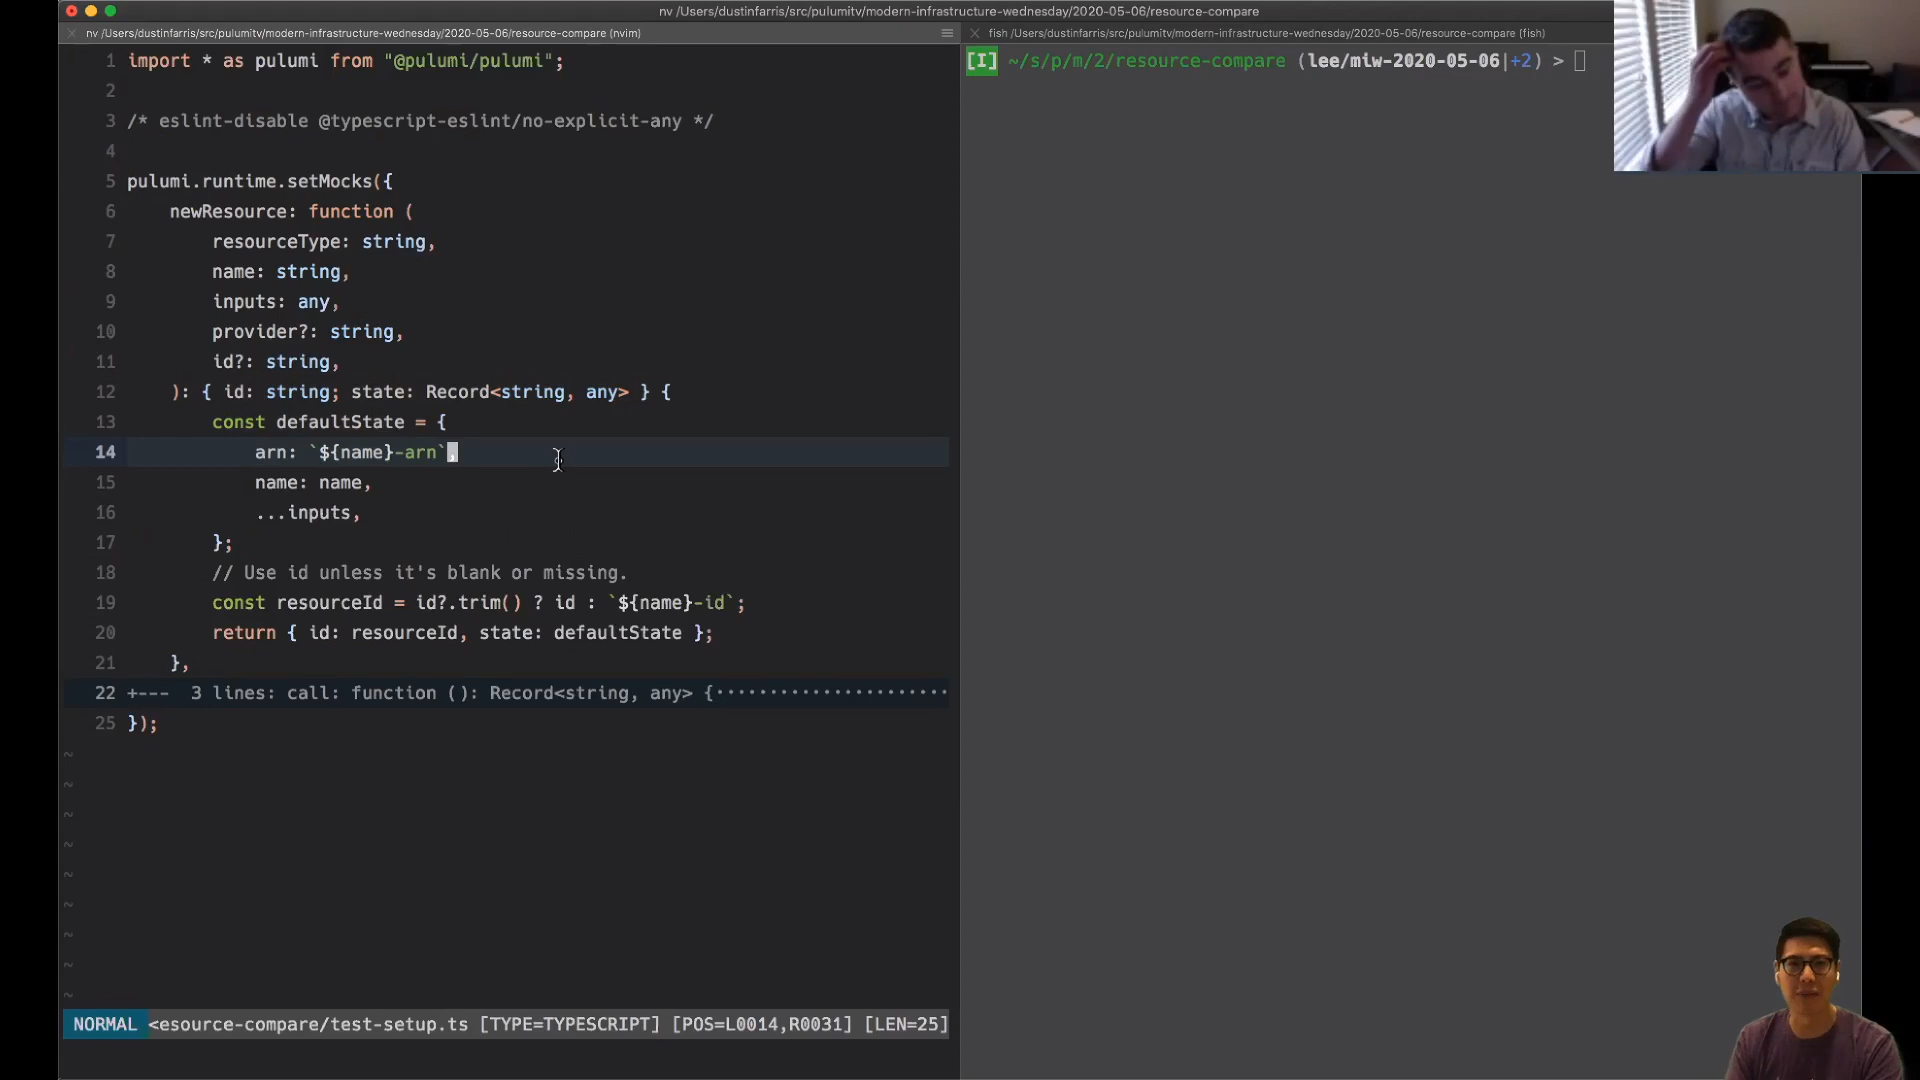 nv /Users/dustinfarris/src/pulumitv/modern-infrastructure-wednesday/2020-05-06/resource-compare
nv /Users/dustinfarris/src/pulumitv/modern-infrastructure-wednesday/2020-05-06/resource-compare (nvim)
fish /Users/dustinfarris/src/pulumitv/modern-infrastructure-wednesday/2020-05-06/resource-compare (fish)
1 import * as pulumi from "@pulumi/pulumi";
2
3 /* eslint-disable @typescript-eslint/no-explicit-any */
4
5 pulumi.runtime.setMocks({
6 newResource: function (
7 resourceType: string,
8 name: string,
9 inputs: any,
10 provider?: string,
11 id?: string,
12 ): { id: string; state: Record<string, any> } {
13 const defaultState = {
14 arn: `${name}-arn`,
15 name: name,
16 ...inputs,
17 };
18 // Use id unless it's blank or missing.
19 const resourceId = id?.trim() ? id : `${name}-id`;
20 return { id: resourceId, state: defaultState };
21 },
22 +--- 3 lines: call: function (): Record<string, any> {······················
25 });
~
~
~
~
~
~
~
~
~
NORMAL <esource-compare/test-setup.ts [TYPE=TYPESCRIPT] [POS=L0014,R0031] [LEN=25]
[I] ~/s/p/m/2/resource-compare (lee/miw-2020-05-06|+2) >